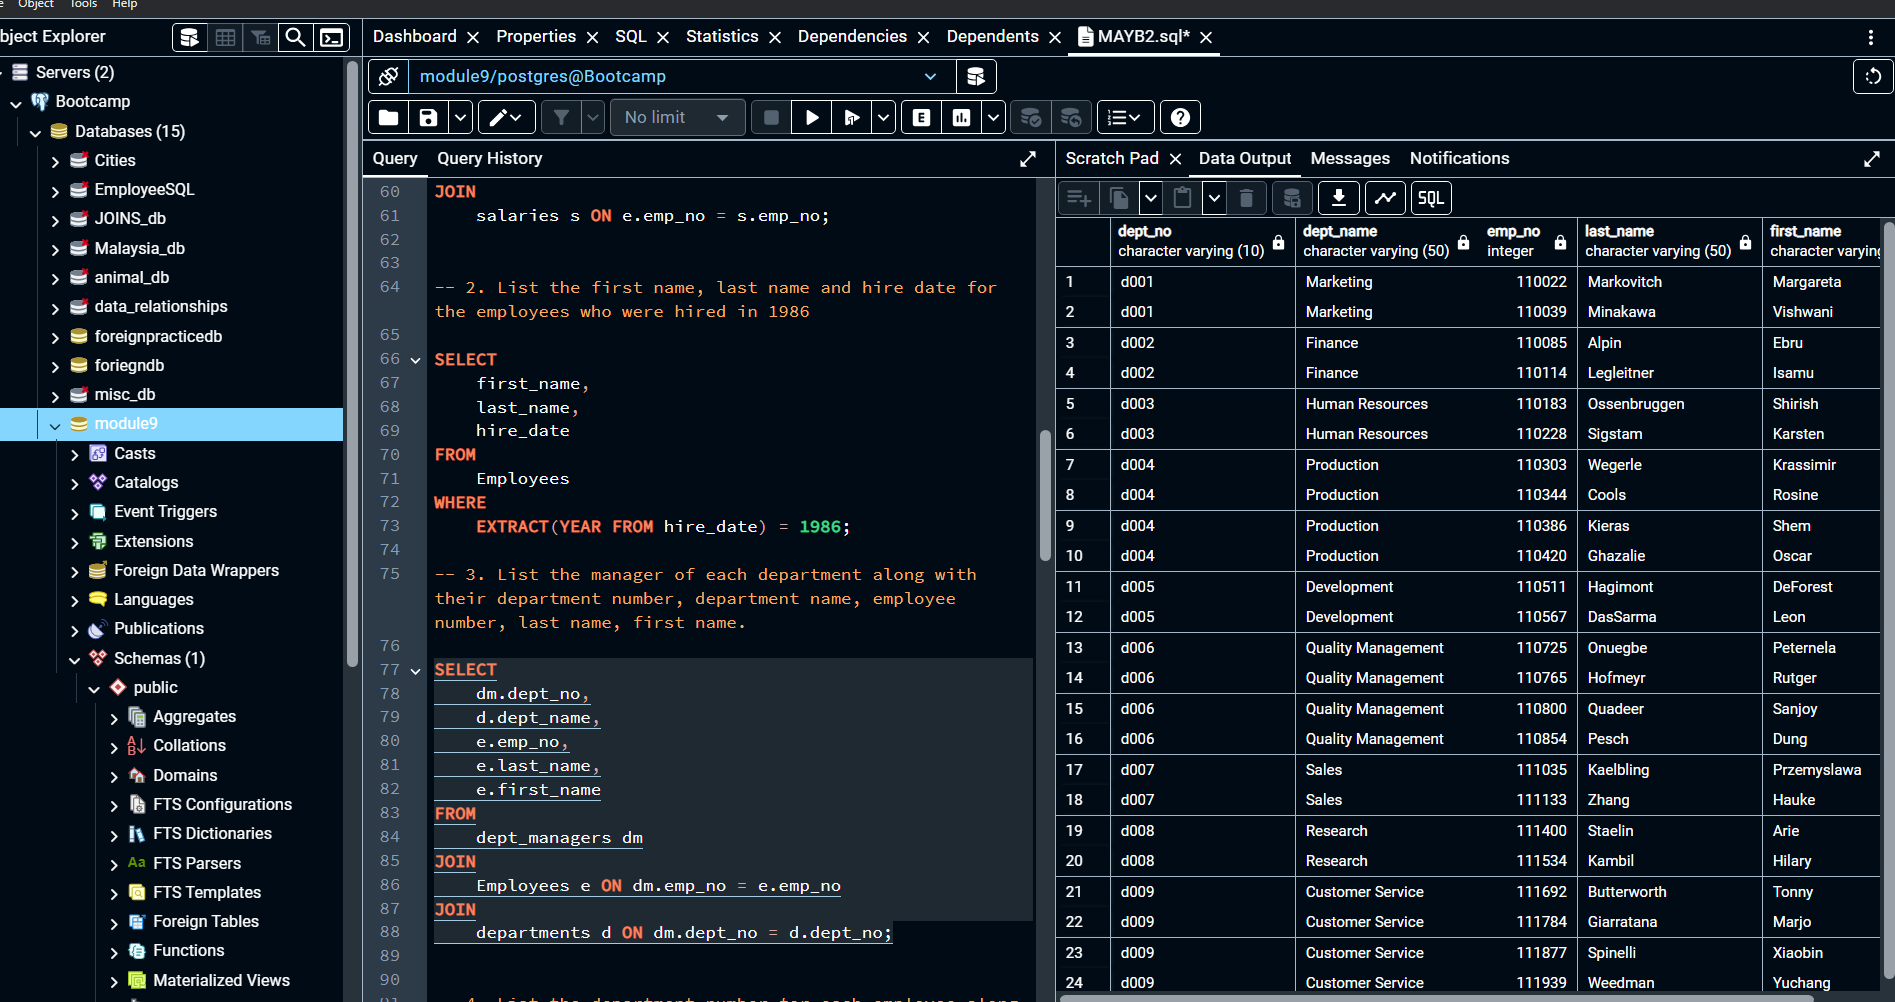 Object Tools Help
bject Explorer
Servers (2)
Bootcamp
Databases (15)
Cities
EmployeeSQL
JOINS_db
Malaysia_db
animal_db
data_relationships
foreignpracticedb
foriegndb
misc_db
module9
Casts
Catalogs
Event Triggers
Extensions
Foreign Data Wrappers
Languages
Publications
Schemas (1)
public
Aggregates
Collations
Domains
FTS Configurations
FTS Dictionaries
FTS Parsers
FTS Templates
Foreign Tables
Functions
Materialized Views
Dashboard Properties SQL Statistics Dependencies Dependents MAYB2.sql*
module9/postgres@Bootcamp
No limit
Query Query History
60 JOIN
61 salaries s ON e.emp_no = s.emp_no;
62
63
64 -- 2. List the first name, last name and hire date for
the employees who were hired in 1986
65
66 SELECT
67 first_name,
68 last_name,
69 hire_date
70 FROM
71 Employees
72 WHERE
73 EXTRACT(YEAR FROM hire_date) = 1986;
74
75 -- 3. List the manager of each department along with
their department number, department name, employee
number, last name, first name.
76
77 SELECT
78 dm.dept_no,
79 d.dept_name,
80 e.emp_no,
81 e.last_name,
82 e.first_name
83 FROM
84 dept_managers dm
85 JOIN
86 Employees e ON dm.emp_no = e.emp_no
87 JOIN
88 departments d ON dm.dept_no = d.dept_no;
89
90
Scratch Pad Data Output Messages Notifications
SQL
dept_no dept_name emp_no last_name first_name
character varying (10) character varying (50) integer character varying (50) character varying
1 d001 Marketing 110022 Markovitch Margareta
2 d001 Marketing 110039 Minakawa Vishwani
3 d002 Finance 110085 Alpin Ebru
4 d002 Finance 110114 Legleitner Isamu
5 d003 Human Resources 110183 Ossenbruggen Shirish
6 d003 Human Resources 110228 Sigstam Karsten
7 d004 Production 110303 Wegerle Krassimir
8 d004 Production 110344 Cools Rosine
9 d004 Production 110386 Kieras Shem
10 d004 Production 110420 Ghazalie Oscar
11 d005 Development 110511 Hagimont DeForest
12 d005 Development 110567 DasSarma Leon
13 d006 Quality Management 110725 Onuegbe Peternela
14 d006 Quality Management 110765 Hofmeyr Rutger
15 d006 Quality Management 110800 Quadeer Sanjoy
16 d006 Quality Management 110854 Pesch Dung
17 d007 Sales 111035 Kaelbling Przemyslawa
18 d007 Sales 111133 Zhang Hauke
19 d008 Research 111400 Staelin Arie
20 d008 Research 111534 Kambil Hilary
21 d009 Customer Service 111692 Butterworth Tonny
22 d009 Customer Service 111784 Giarratana Marjo
23 d009 Customer Service 111877 Spinelli Xiaobin
24 d009 Customer Service 111939 Weedman Yuchang